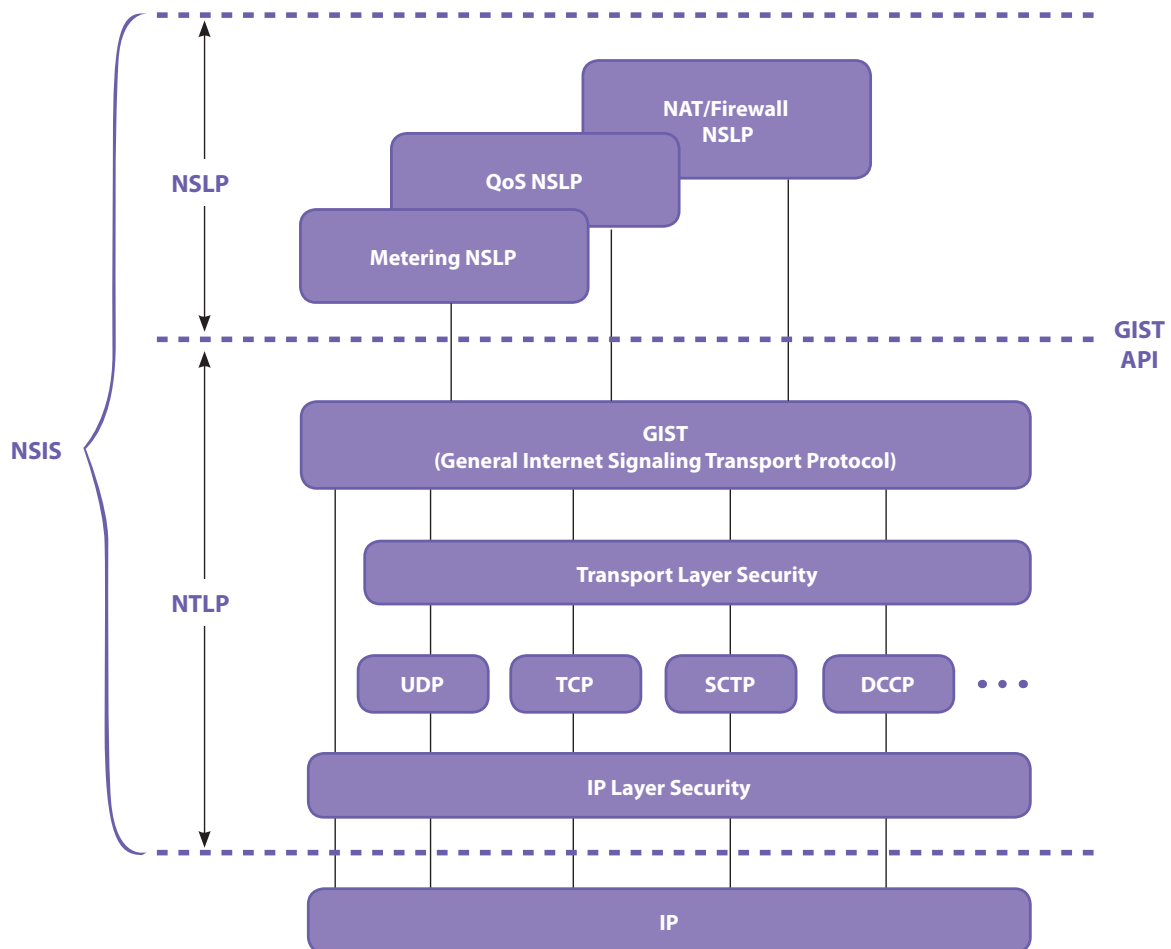 NAT/Firewall
NSLP
NSLP
QoS NSLP
Metering NSLP
GIST
API
GIST
(General Internet Signaling Transport Protocol)
NSIS
Transport Layer Security
NTLP
UDP
TCP
SCTP
DCCP
• • •
IP Layer Security
IP